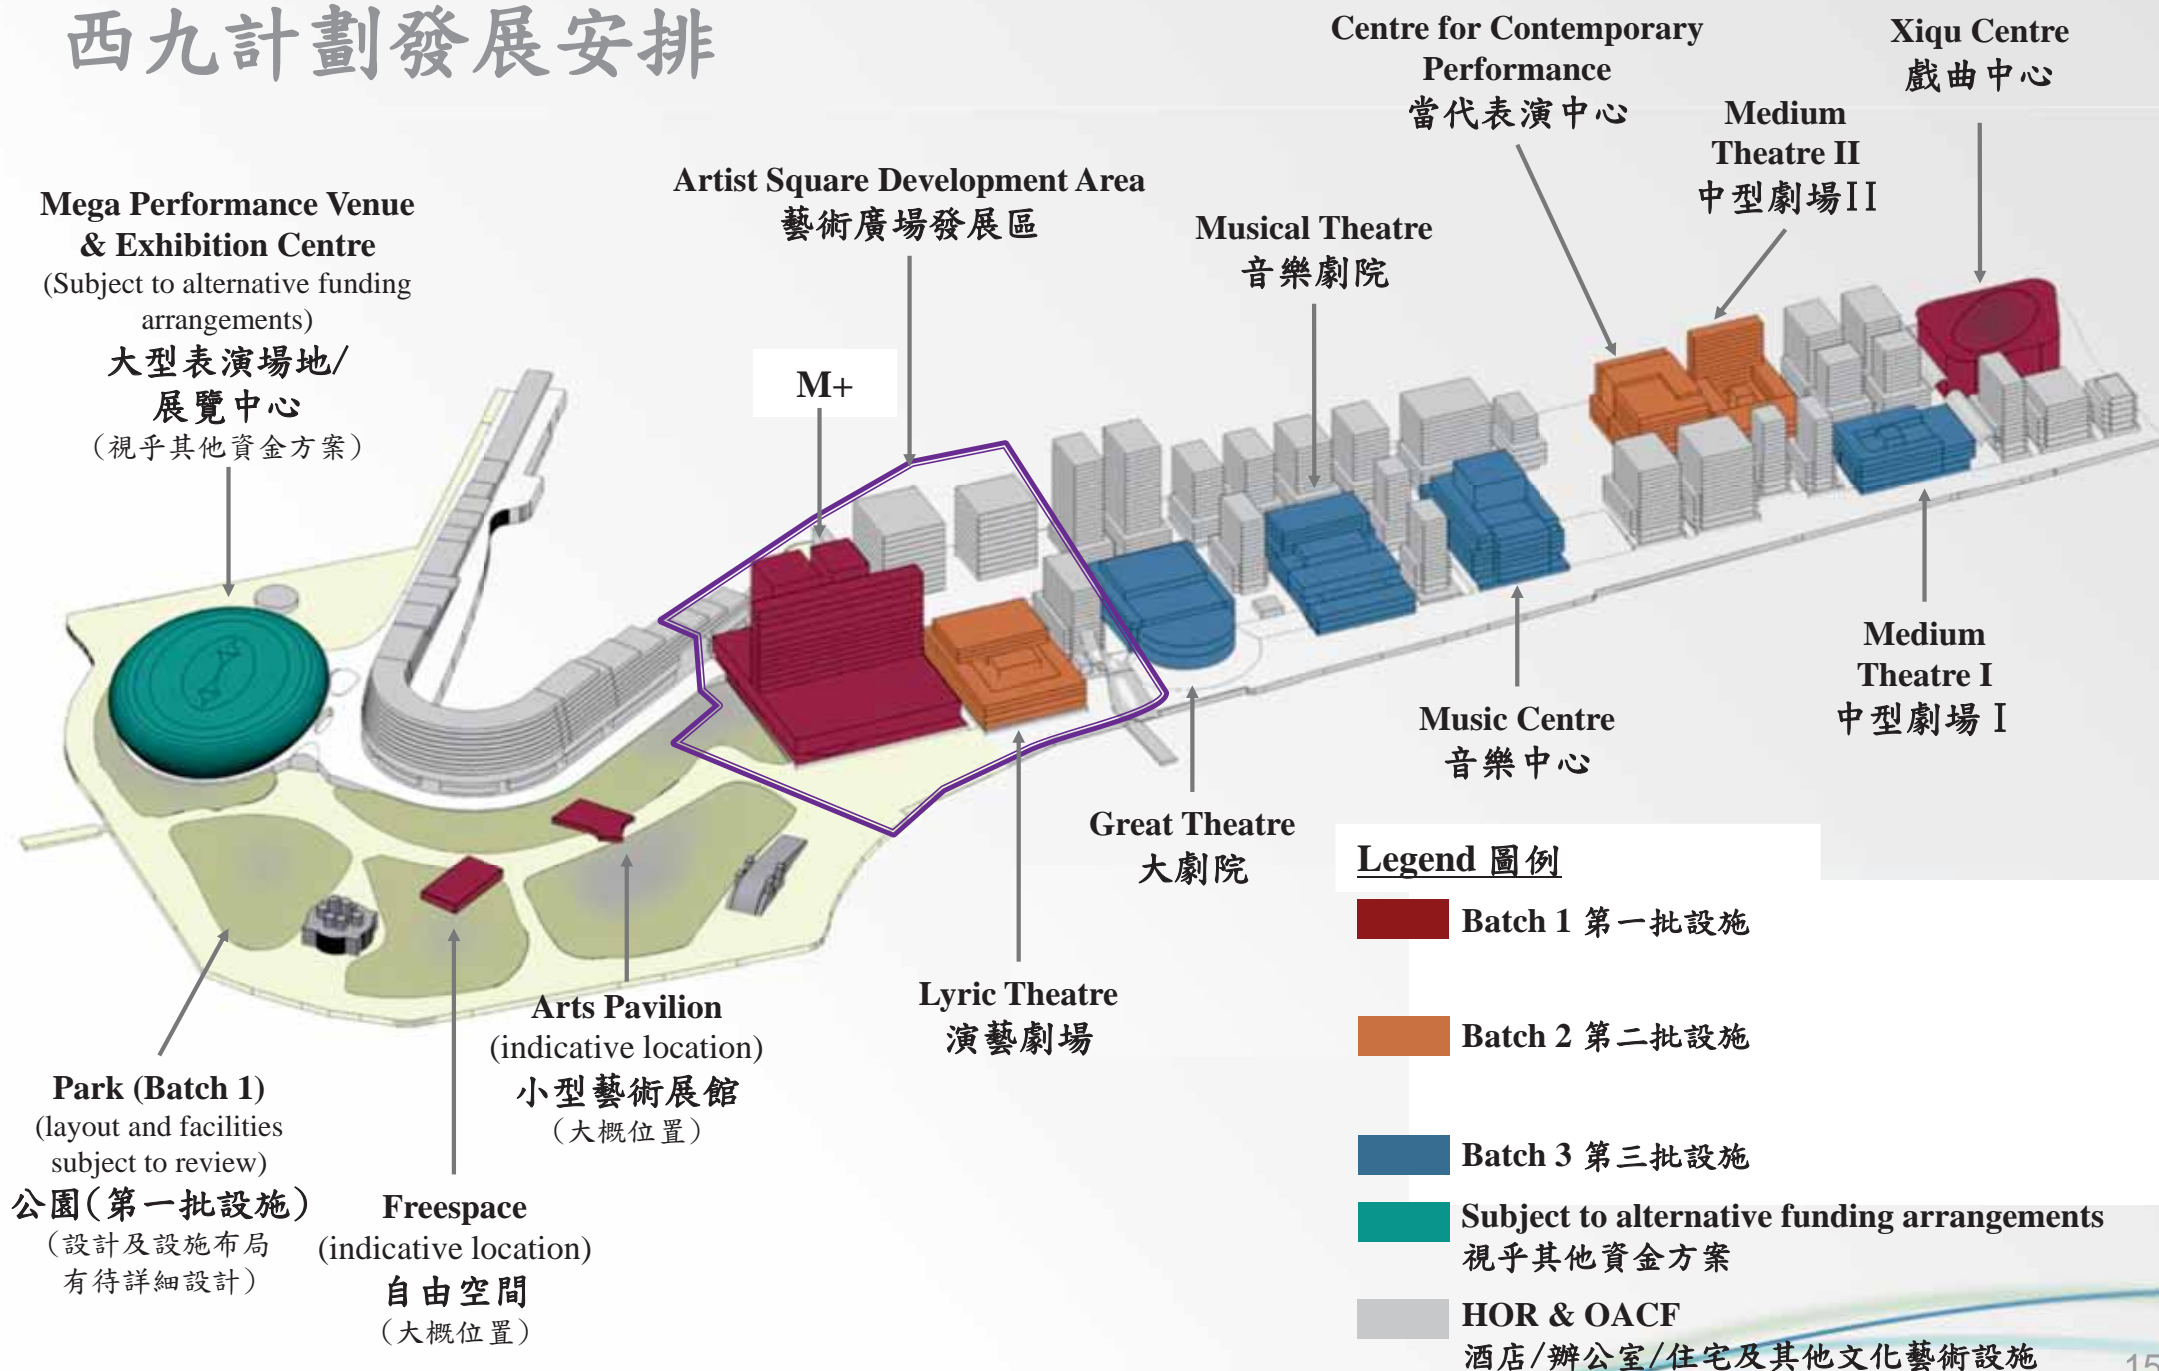 西九計劃發展安排
Centre for Contemporary
Performance
當代表演中心
Xiqu Centre
戲曲中心
Medium
Theatre II
中型劇場II
Artist Square Development Area
藝術廣場發展區
Musical Theatre
音樂劇院
Mega Performance Venue
& Exhibition Centre
(Subject to alternative funding
arrangements)
大型表演場地/
展覽中心
（視乎其他資金方案）
M+
Medium
Theatre I
中型劇場 I
Music Centre
音樂中心
Great Theatre
大劇院
Lyric Theatre
演藝劇場
Arts Pavilion
(indicative location)
小型藝術展館
（大概位置）
Park (Batch 1)
(layout and facilities
subject to review)
公園(第一批設施)
（設計及設施布局
有待詳細設計）
Freespace
(indicative location)
自由空間
（大概位置）
Legend 圖例
Batch 1 第一批設施
Batch 2 第二批設施
Batch 3 第三批設施
Subject to alternative funding arrangements
視乎其他資金方案
HOR & OACF
酒店/辦公室/住宅及其他文化藝術設施
15